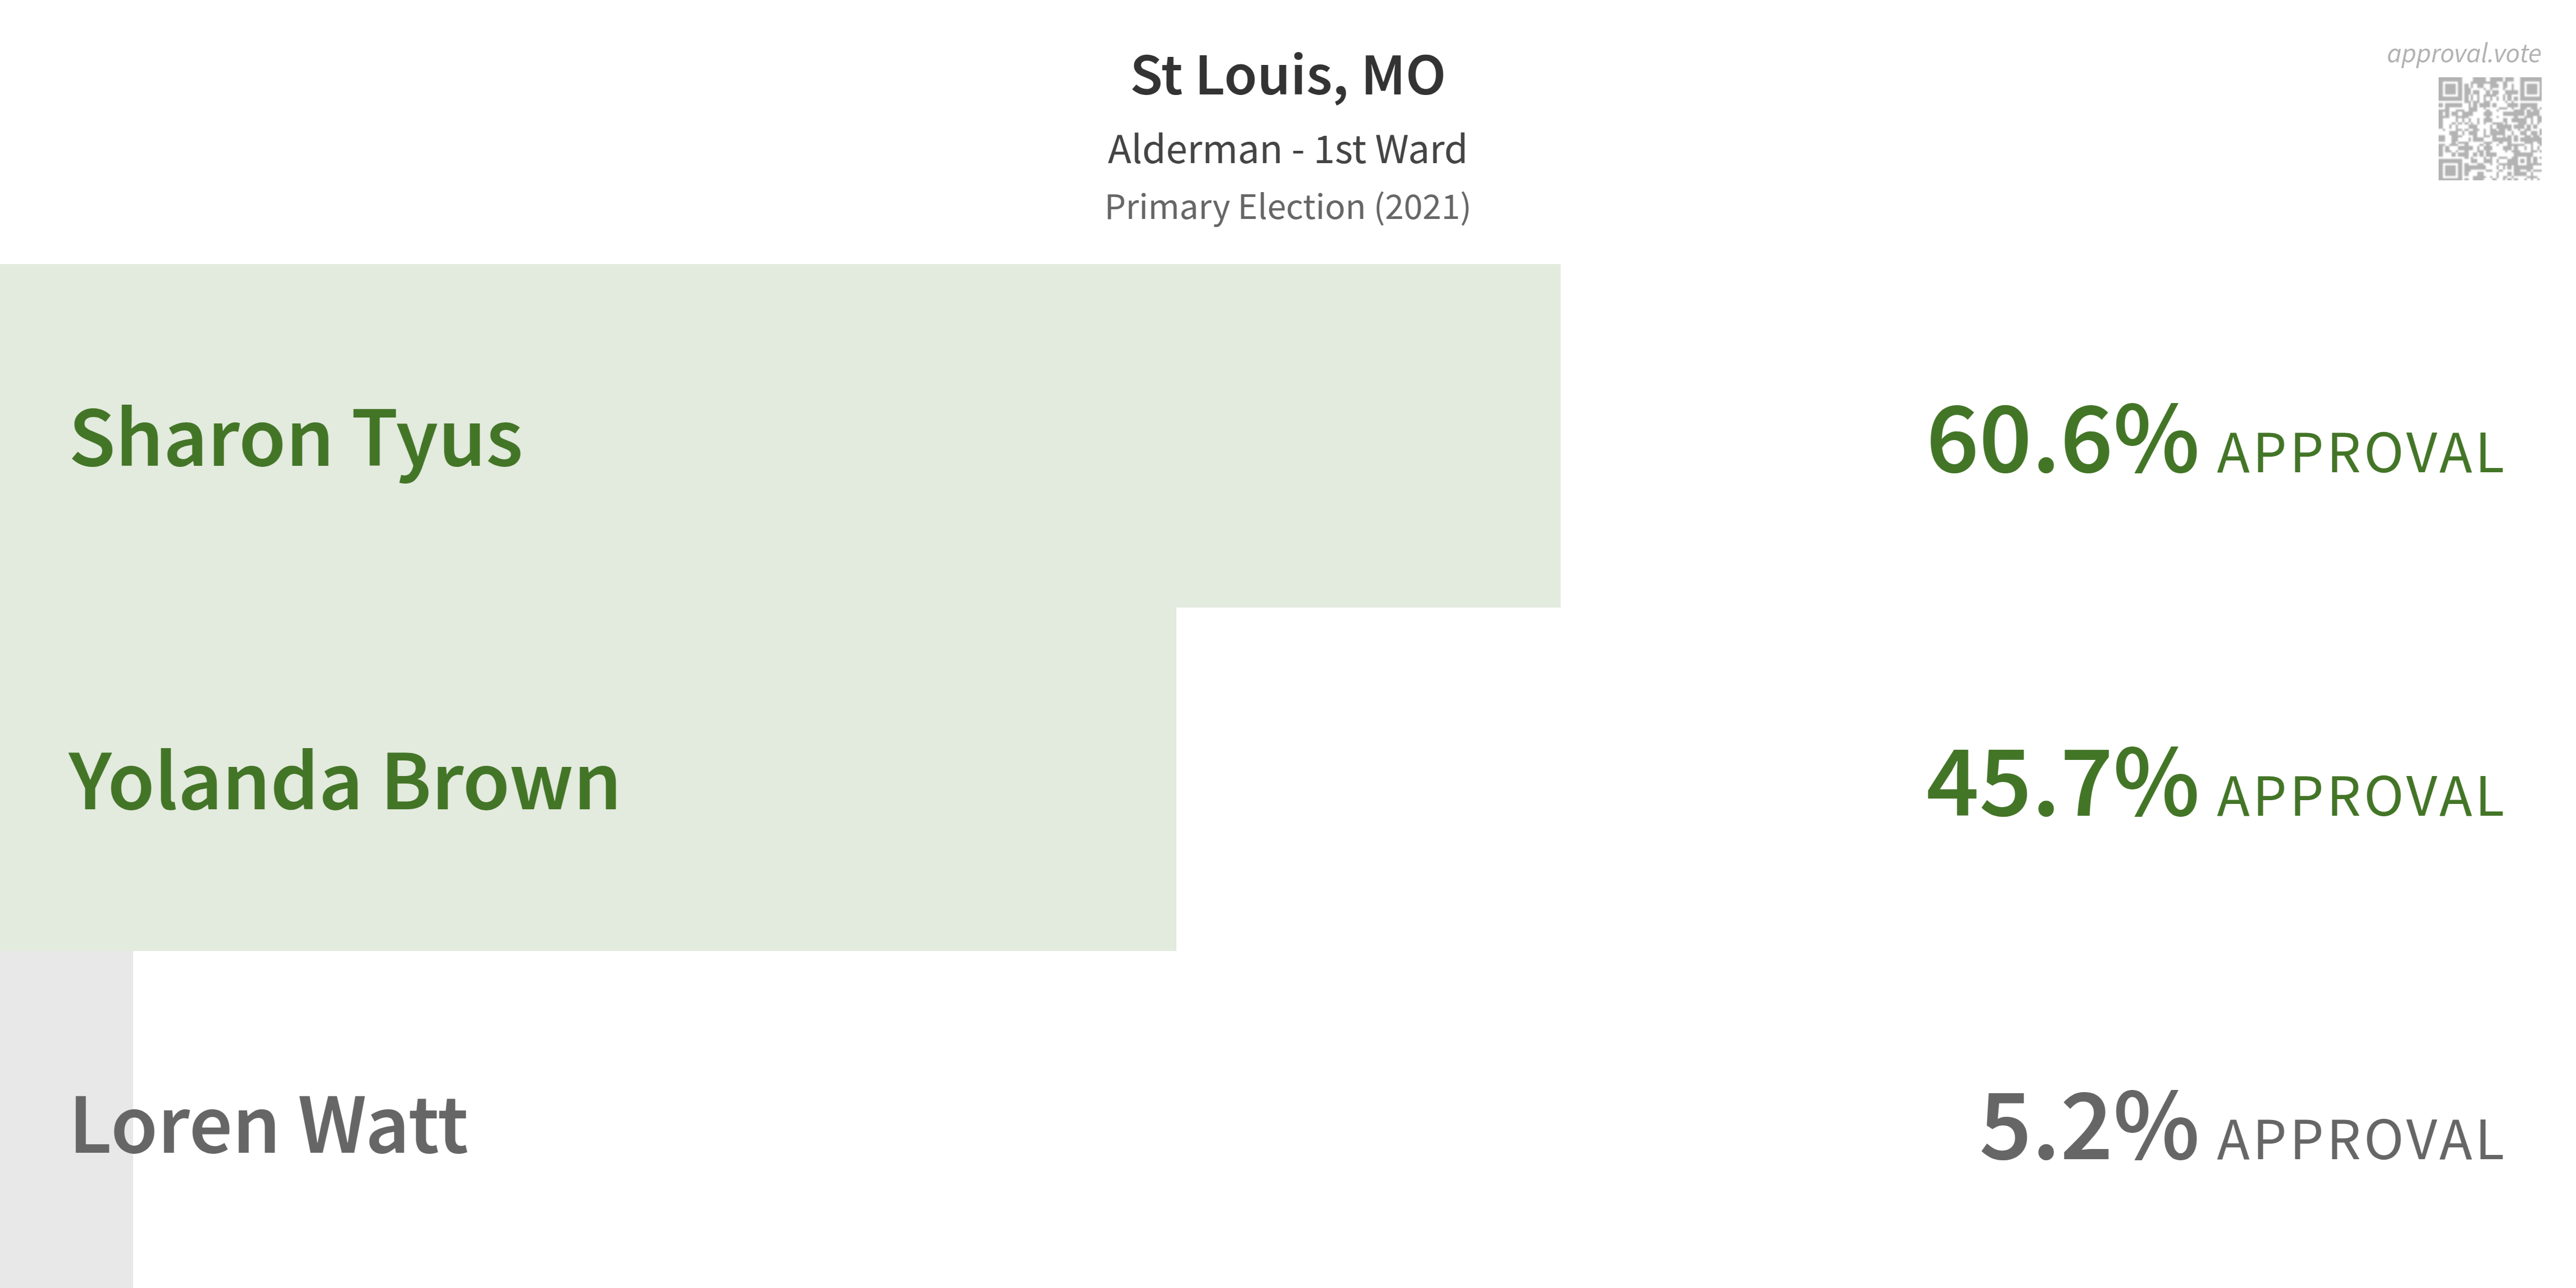 St Louis, MO
Alderman - 1st Ward
Primary Election (2021)
approval.vote
Sharon Tyus 60.6% APPROVAL
Yolanda Brown 45.7% APPROVAL
Loren Watt 5.2% APPROVAL